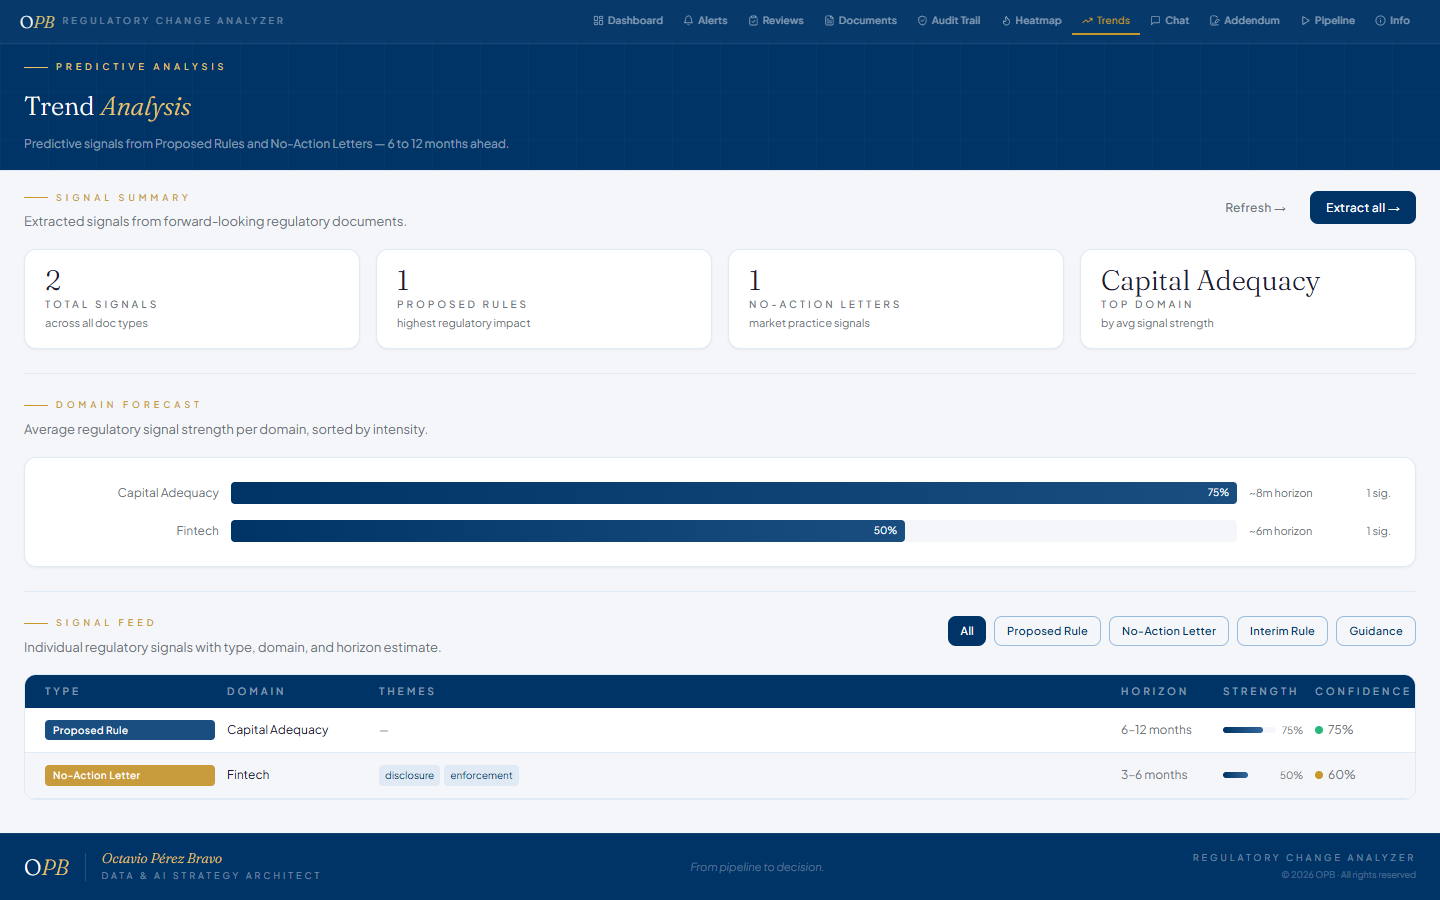 OPB REGULATORY CHANGE ANALYZER
Dashboard Alerts Reviews Documents Audit Trail Heatmap Trends Chat Addendum Pipeline Info
PREDICTIVE ANALYSIS
Trend Analysis
Predictive signals from Proposed Rules and No-Action Letters — 6 to 12 months ahead.
SIGNAL SUMMARY
Extracted signals from forward-looking regulatory documents.
Refresh → Extract all →
2
TOTAL SIGNALS
across all doc types
1
PROPOSED RULES
highest regulatory impact
1
NO-ACTION LETTERS
market practice signals
Capital Adequacy
TOP DOMAIN
by avg signal strength
DOMAIN FORECAST
Average regulatory signal strength per domain, sorted by intensity.
Capital Adequacy 75% ~8m horizon 1 sig.
Fintech 50% ~6m horizon 1 sig.
SIGNAL FEED
Individual regulatory signals with type, domain, and horizon estimate.
All Proposed Rule No-Action Letter Interim Rule Guidance
TYPE DOMAIN THEMES HORIZON STRENGTH CONFIDENCE
Proposed Rule Capital Adequacy — 6–12 months 75% 75%
No-Action Letter Fintech disclosure enforcement 3–6 months 50% 60%
OPB
Octavio Pérez Bravo
DATA & AI STRATEGY ARCHITECT
From pipeline to decision.
REGULATORY CHANGE ANALYZER
© 2026 OPB · All rights reserved